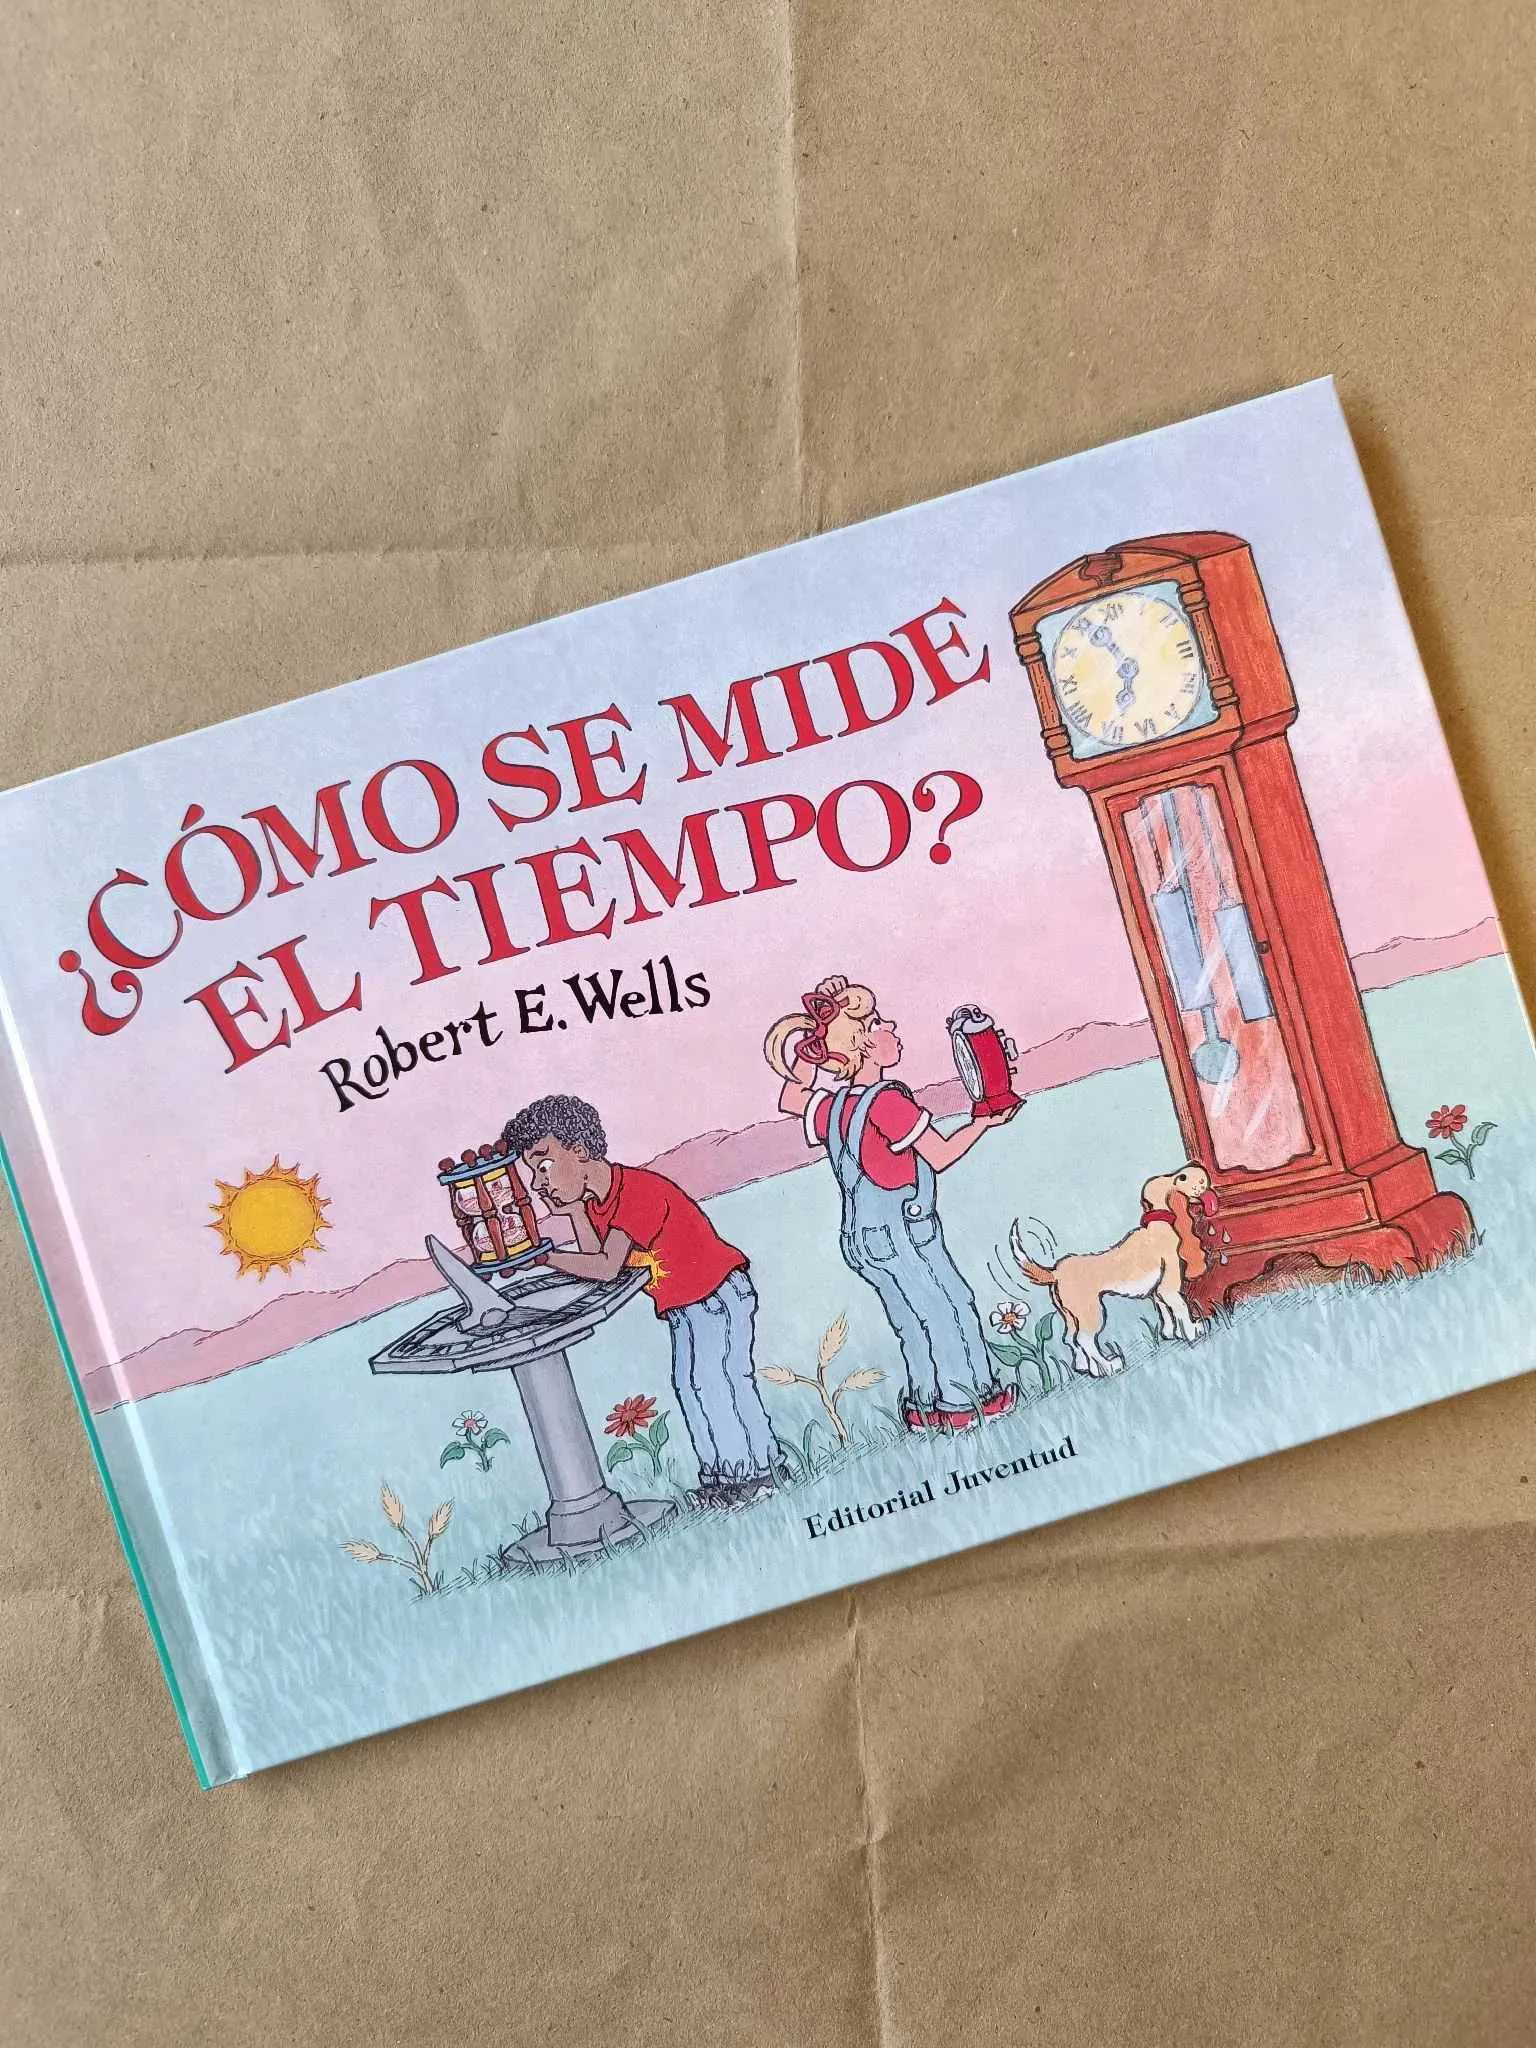 ¿CÓMO SE MIDE
EL TIEMPO?
Robert E. Wells
Editorial Juventud